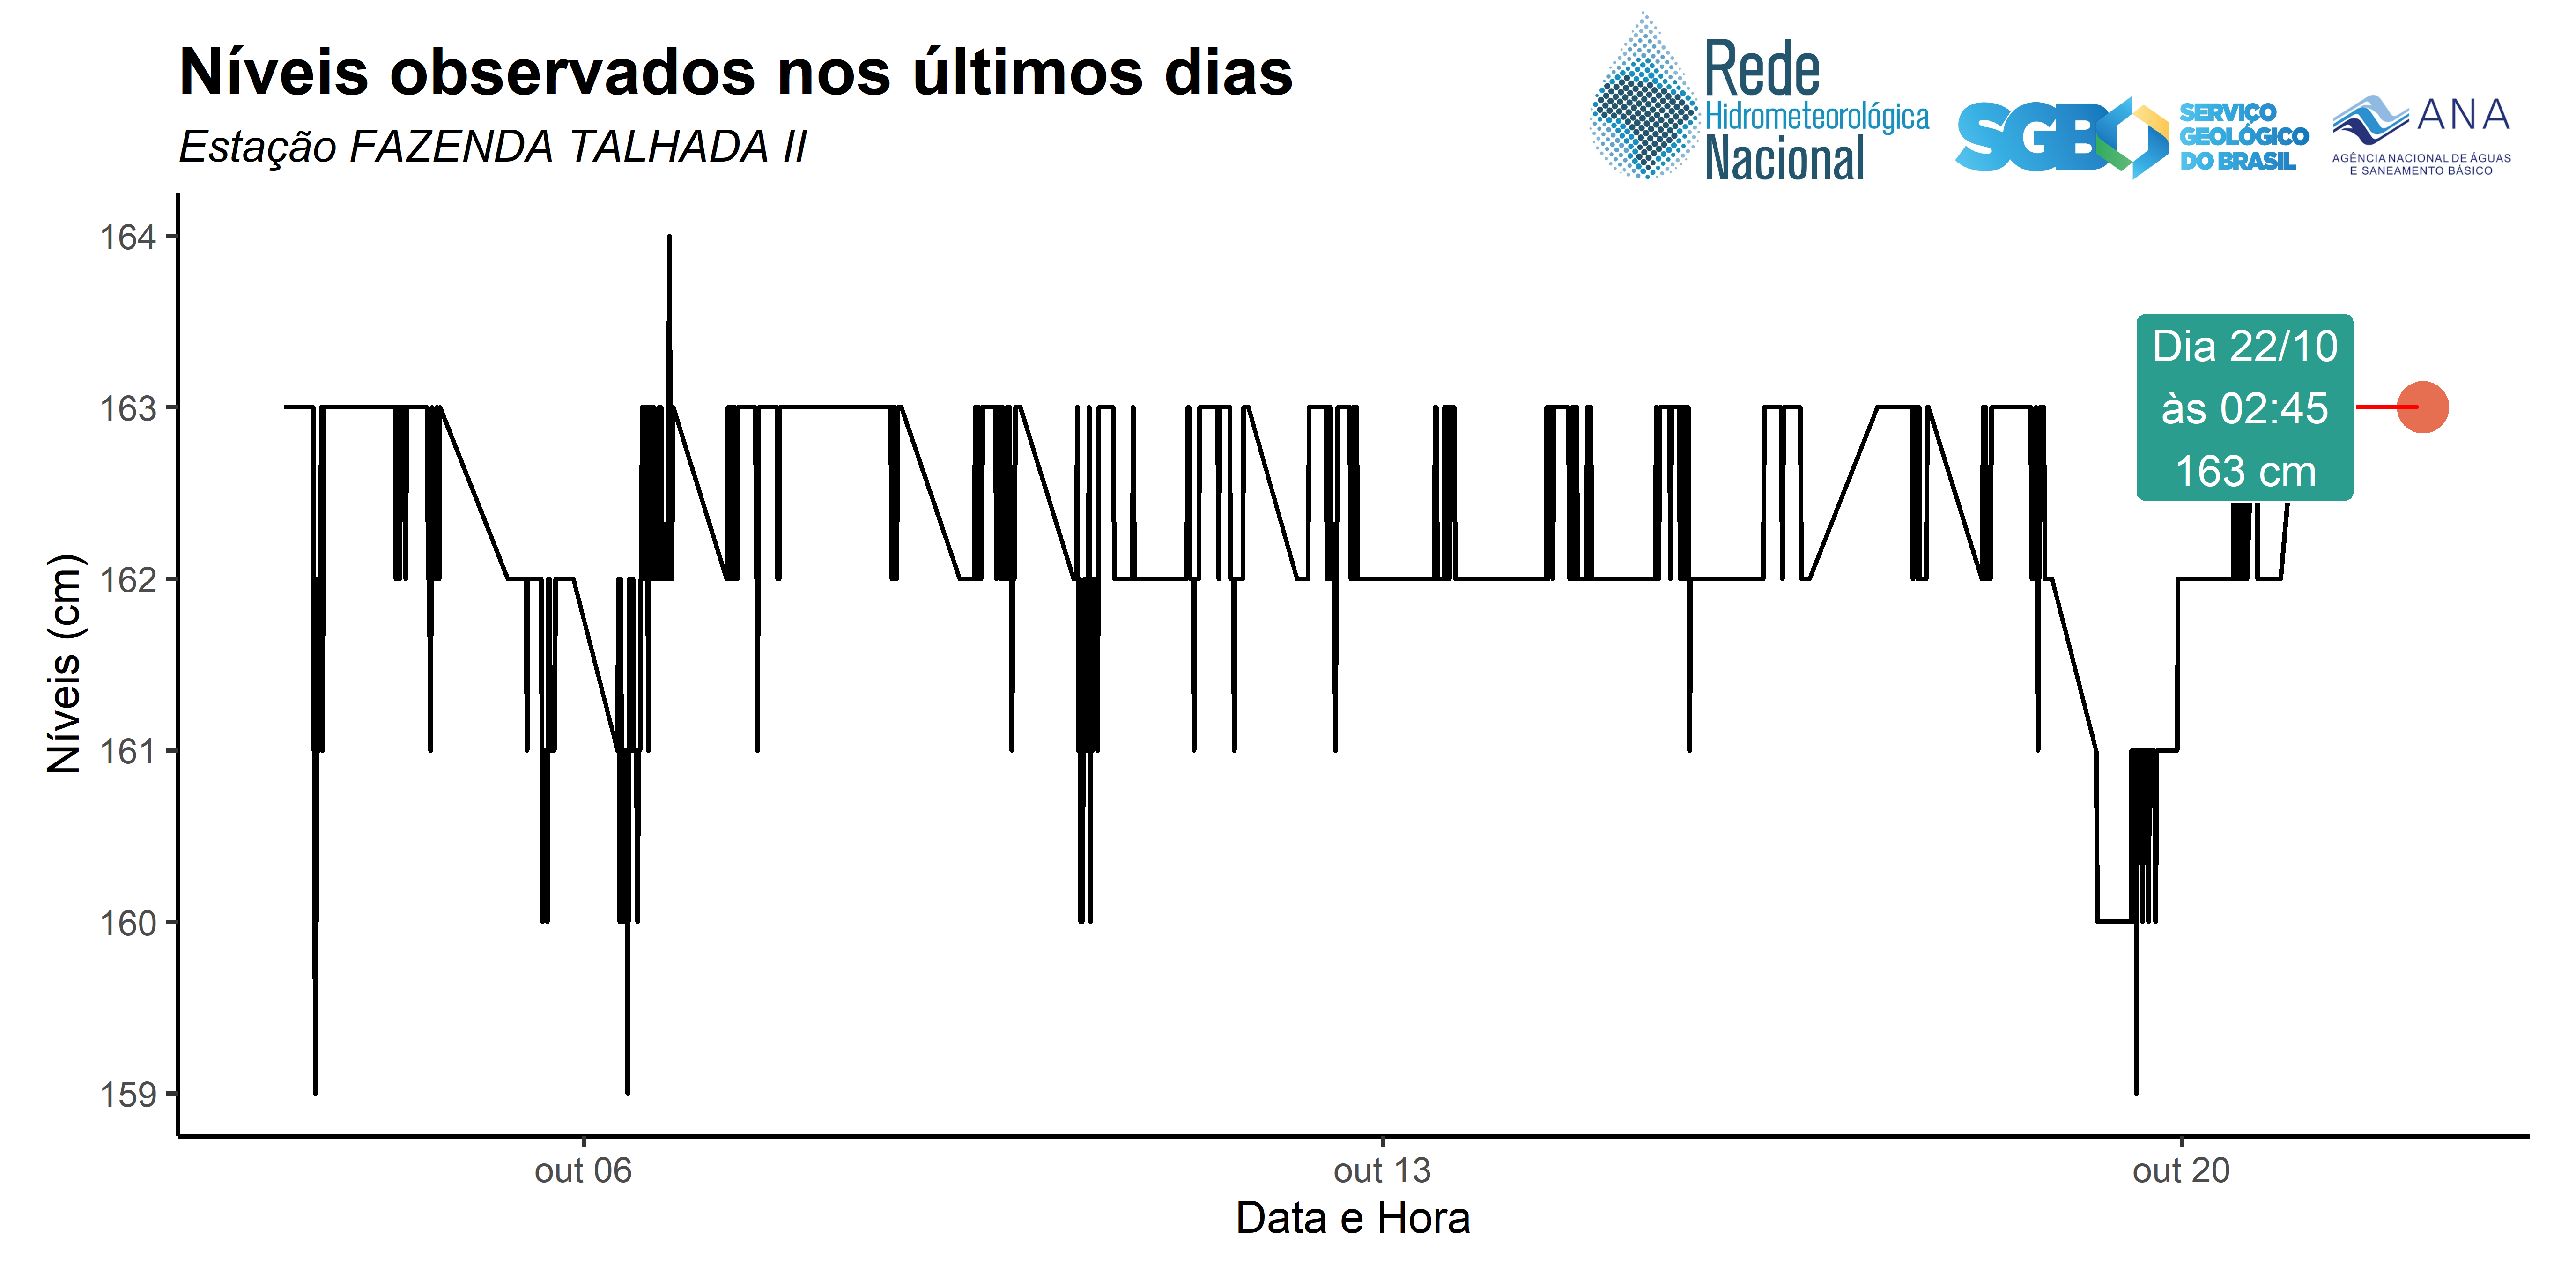 Níveis observados nos últimos dias
Estação FAZENDA TALHADA II
Rede
Hidrometeorológica
Nacional
SGB
SERVIÇO
GEOLÓGICO
DO BRASIL
ANA
AGÊNCIA NACIONAL DE ÁGUAS
E SANEAMENTO BÁSICO
164
163
162
161
160
159
Níveis (cm)
Dia 22/10
às 02:45
163 cm
out 06
out 13
out 20
Data e Hora